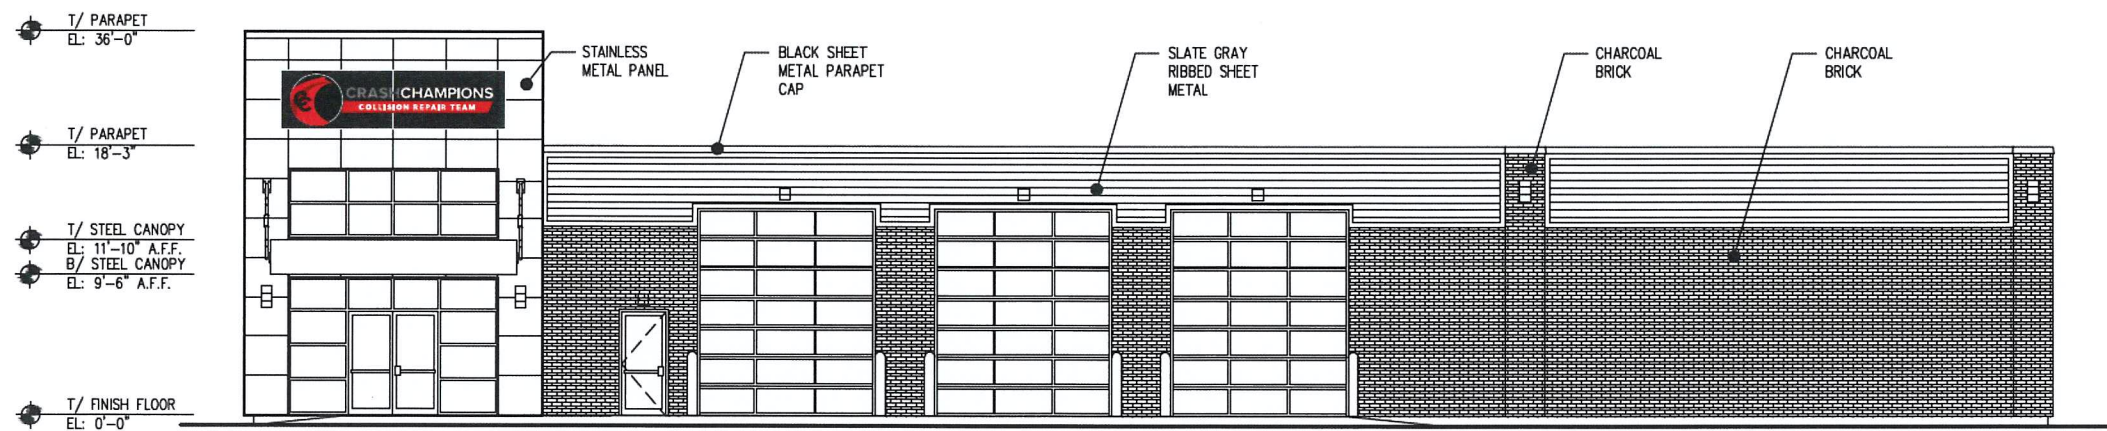 T/ PARAPET
EL: 36'-0"
T/ PARAPET
EL: 18'-3"
T/ STEEL CANOPY
EL: 11'-10" A.F.F.
B/ STEEL CANOPY
EL: 9'-6" A.F.F.
T/ FINISH FLOOR
EL: 0'-0"
CRASHCHAMPIONS
COLLISION REPAIR TEAM
STAINLESS
METAL PANEL
BLACK SHEET
METAL PARAPET
CAP
SLATE GRAY
RIBBED SHEET
METAL
CHARCOAL
BRICK
CHARCOAL
BRICK